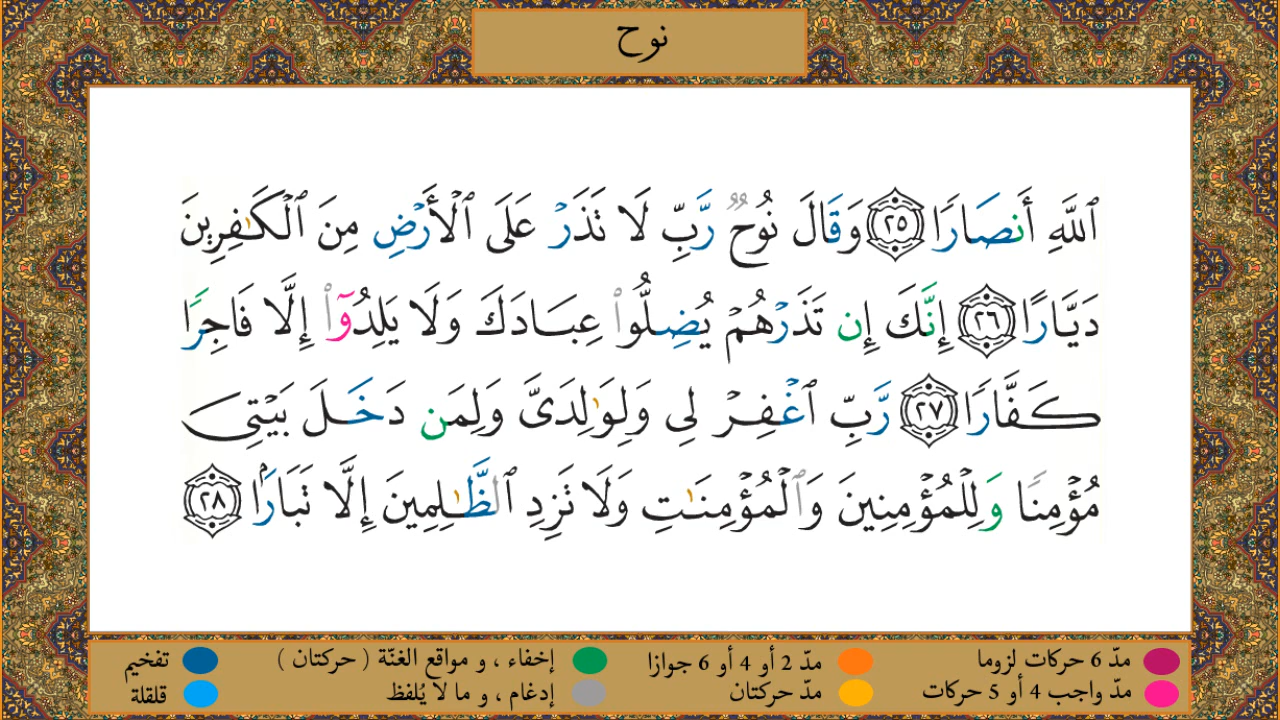 نوح
ٱللَّهِ أَنصَارًا ٢٥ وَقَالَ نُوحٌ رَّبِّ لَا تَذَرْ عَلَى ٱلْأَرْضِ مِنَ ٱلْكَٰفِرِينَ
دَيَّارًا ٢٦ إِنَّكَ إِن تَذَرْهُمْ يُضِلُّوا۟ عِبَادَكَ وَلَا يَلِدُوٓا۟ إِلَّا فَاجِرًا
كَفَّارًا ٢٧ رَّبِّ ٱغْفِرْ لِى وَلِوَٰلِدَىَّ وَلِمَن دَخَلَ بَيْتِىَ
مُؤْمِنًا وَلِلْمُؤْمِنِينَ وَٱلْمُؤْمِنَٰتِ وَلَا تَزِدِ ٱلظَّٰلِمِينَ إِلَّا تَبَارًۢا ٢٨
مدّ 6 حركات لزوما مدّ 2 أو 4 أو 6 جوازا إخفاء ، و مواقع الغنّة ( حركتان ) تفخيم
مدّ واجب 4 أو 5 حركات مدّ حركتان إدغام ، و ما لا يُلفظ قلقلة